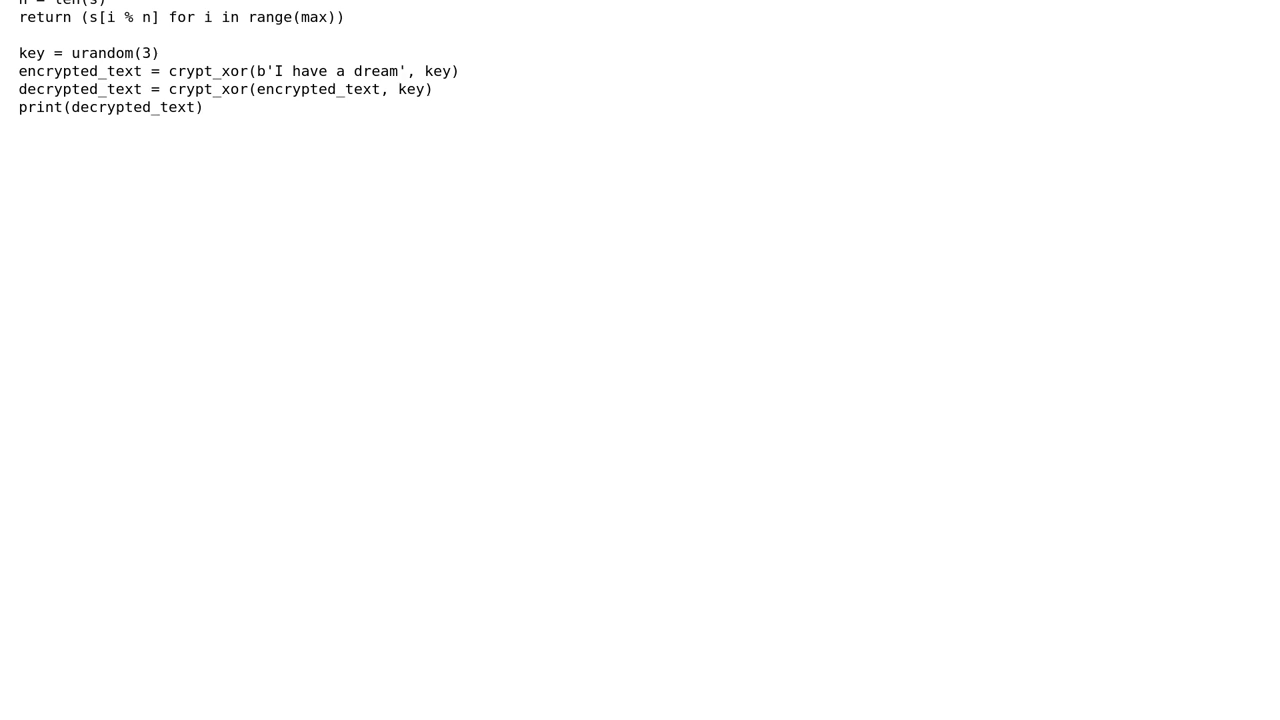 n = len(s)
return (s[i % n] for i in range(max))
key = urandom(3)
encrypted_text = crypt_xor(b'I have a dream', key)
decrypted_text = crypt_xor(encrypted_text, key)
print(decrypted_text)